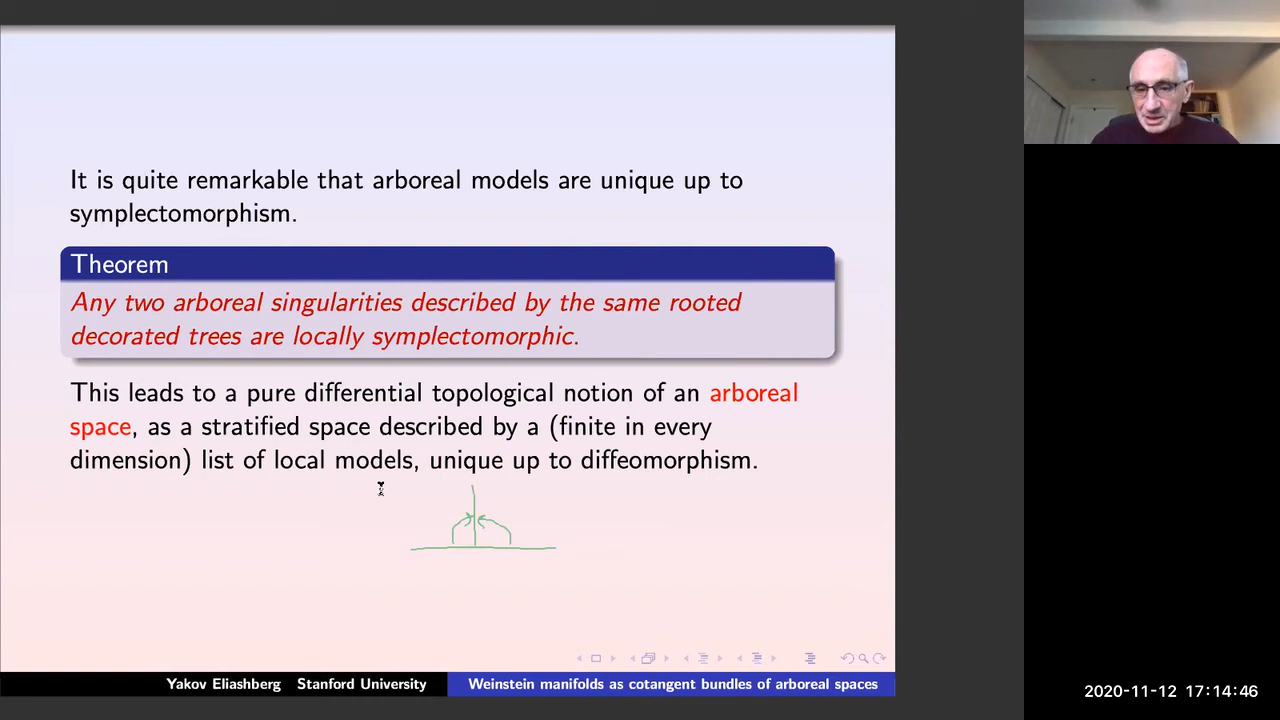 It is quite remarkable that arboreal models are unique up to
symplectomorphism.
Theorem
Any two arboreal singularities described by the same rooted
decorated trees are locally symplectomorphic.
This leads to a pure differential topological notion of an arboreal
space, as a stratified space described by a (finite in every
dimension) list of local models, unique up to diffeomorphism.
Yakov Eliashberg Stanford University
Weinstein manifolds as cotangent bundles of arboreal spaces
2020-11-12 17:14:46